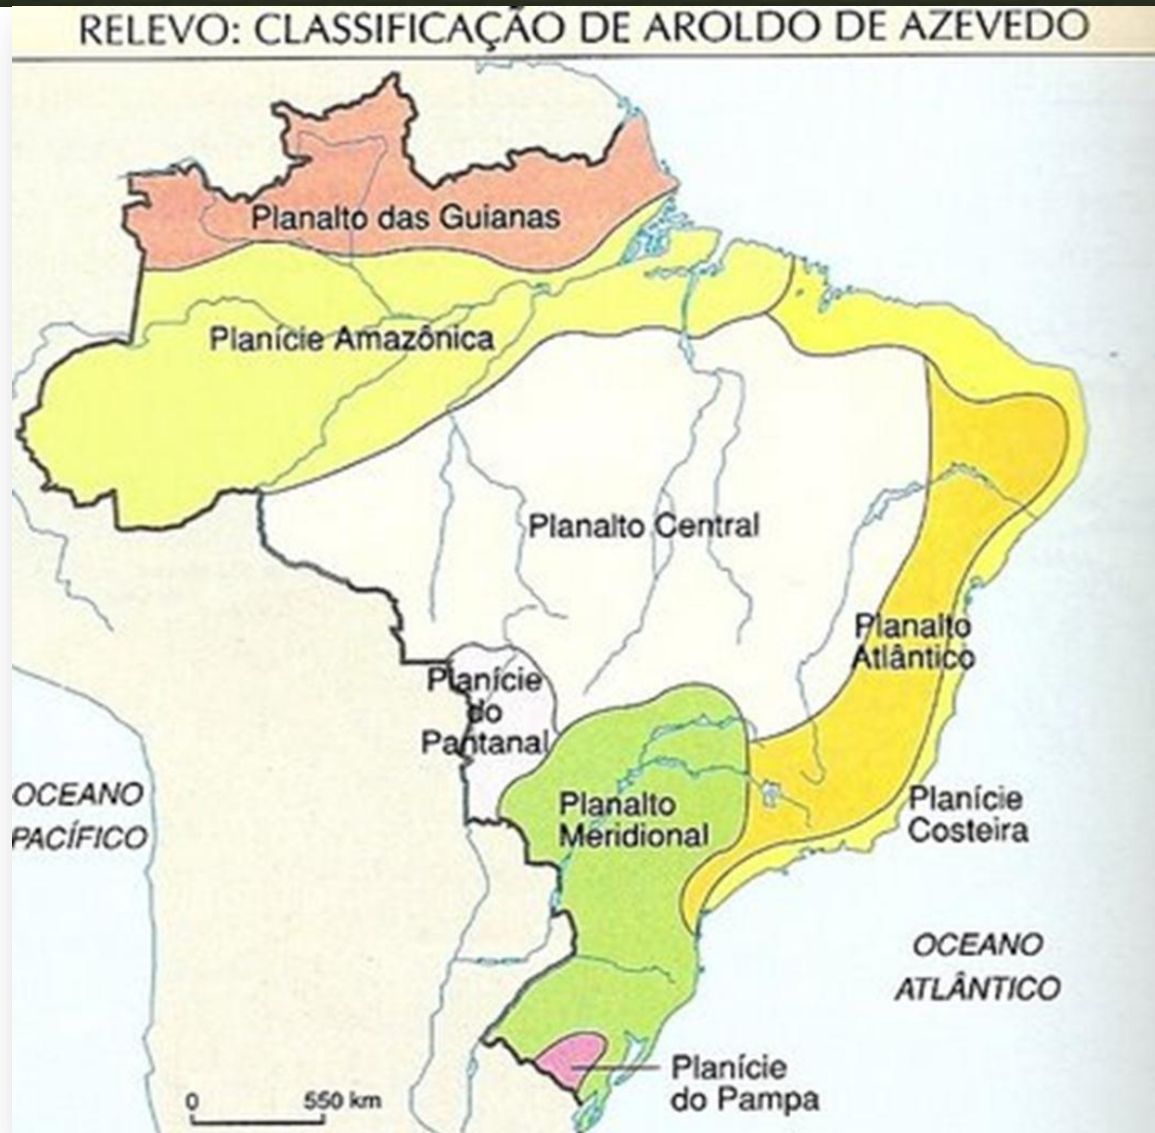 RELEVO: CLASSIFICAÇÃO DE AROLDO DE AZEVEDO
Planalto das Guianas
Planície Amazônica
Planalto Central
Planalto
Atlântico
Planície
do
Pantanal
OCEANO
PACÍFICO
Planalto
Meridional
Planície
Costeira
OCEANO
ATLÂNTICO
Planície
do Pampa
0 550 km